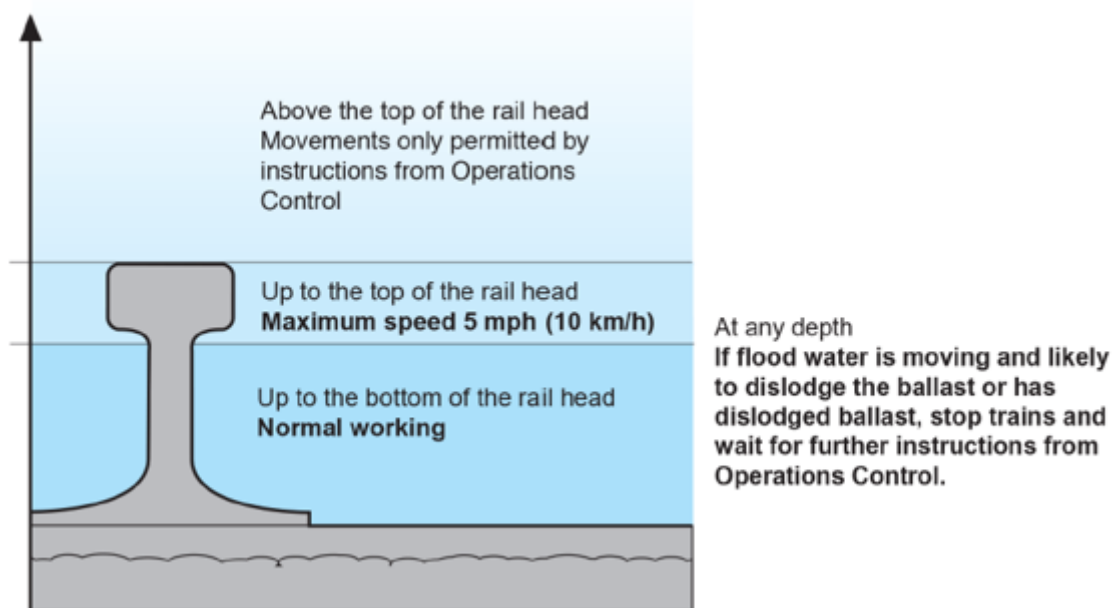 Above the top of the rail head
Movements only permitted by
instructions from Operations
Control
Up to the top of the rail head
Maximum speed 5 mph (10 km/h)
Up to the bottom of the rail head
Normal working
At any depth
If flood water is moving and likely
to dislodge the ballast or has
dislodged ballast, stop trains and
wait for further instructions from
Operations Control.